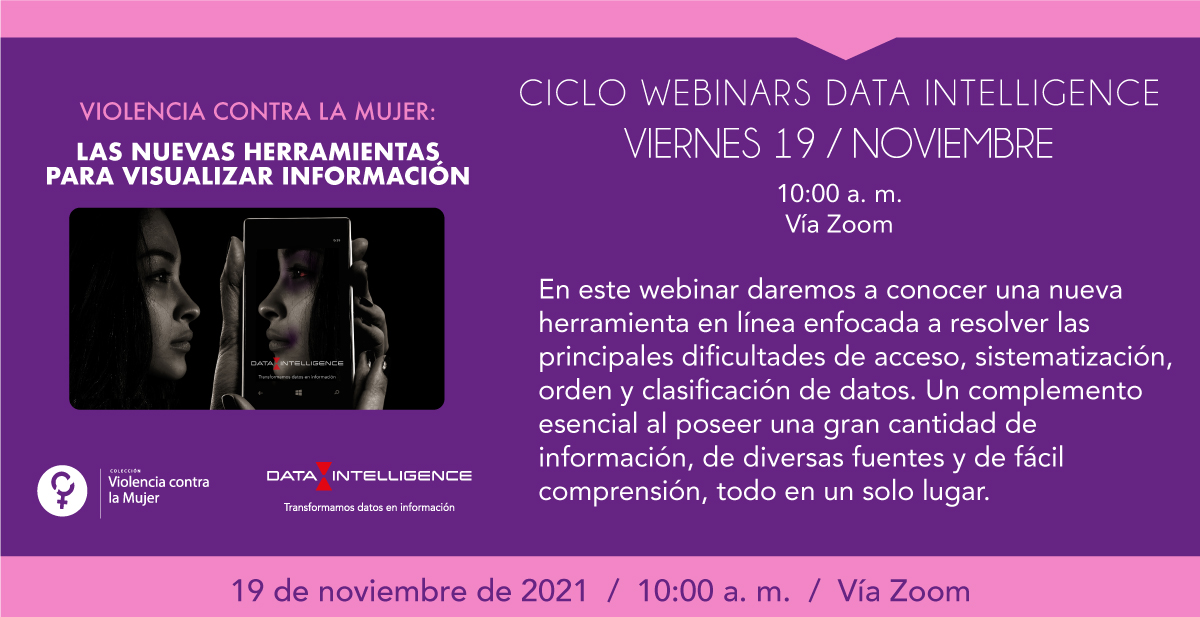 VIOLENCIA CONTRA LA MUJER:
LAS NUEVAS HERRAMIENTAS
PARA VISUALIZAR INFORMACIÓN
DATA INTELLIGENCE
Transformamos datos en información
COLECCIÓN
Violencia contra
la Mujer
DATA INTELLIGENCE
Transformamos datos en información
CICLO WEBINARS DATA INTELLIGENCE
VIERNES 19 / NOVIEMBRE
10:00 a. m.
Vía Zoom
En este webinar daremos a conocer una nueva
herramienta en línea enfocada a resolver las
principales dificultades de acceso, sistematización,
orden y clasificación de datos. Un complemento
esencial al poseer una gran cantidad de
información, de diversas fuentes y de fácil
comprensión, todo en un solo lugar.
19 de noviembre de 2021 / 10:00 a. m. / Vía Zoom